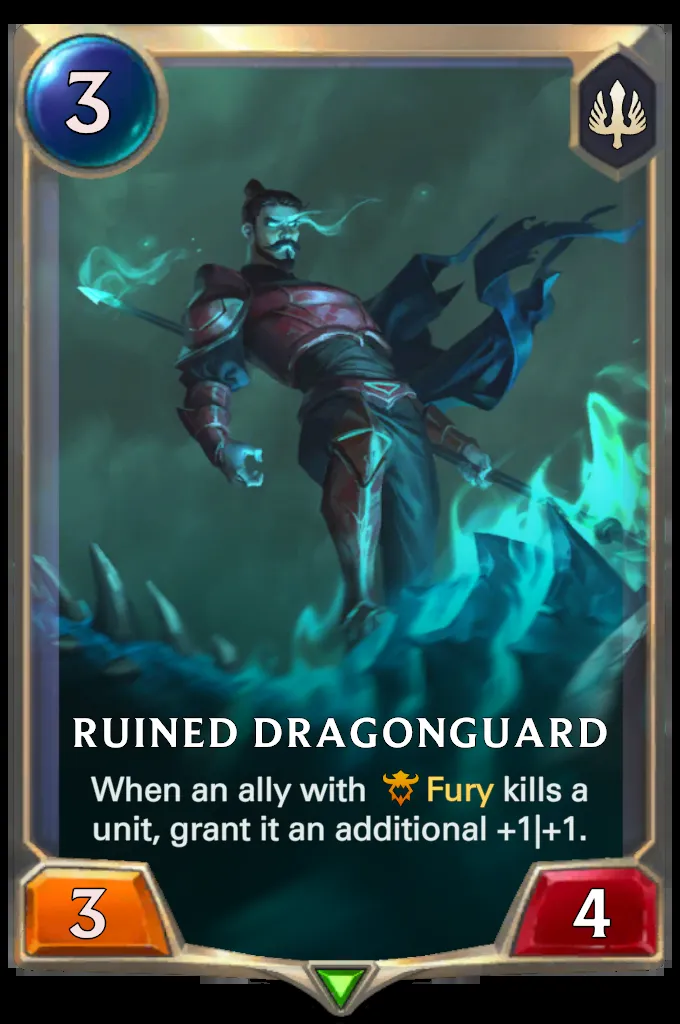 3
RUINED DRAGONGUARD
When an ally with Fury kills a
unit, grant it an additional +1|+1.
3
4